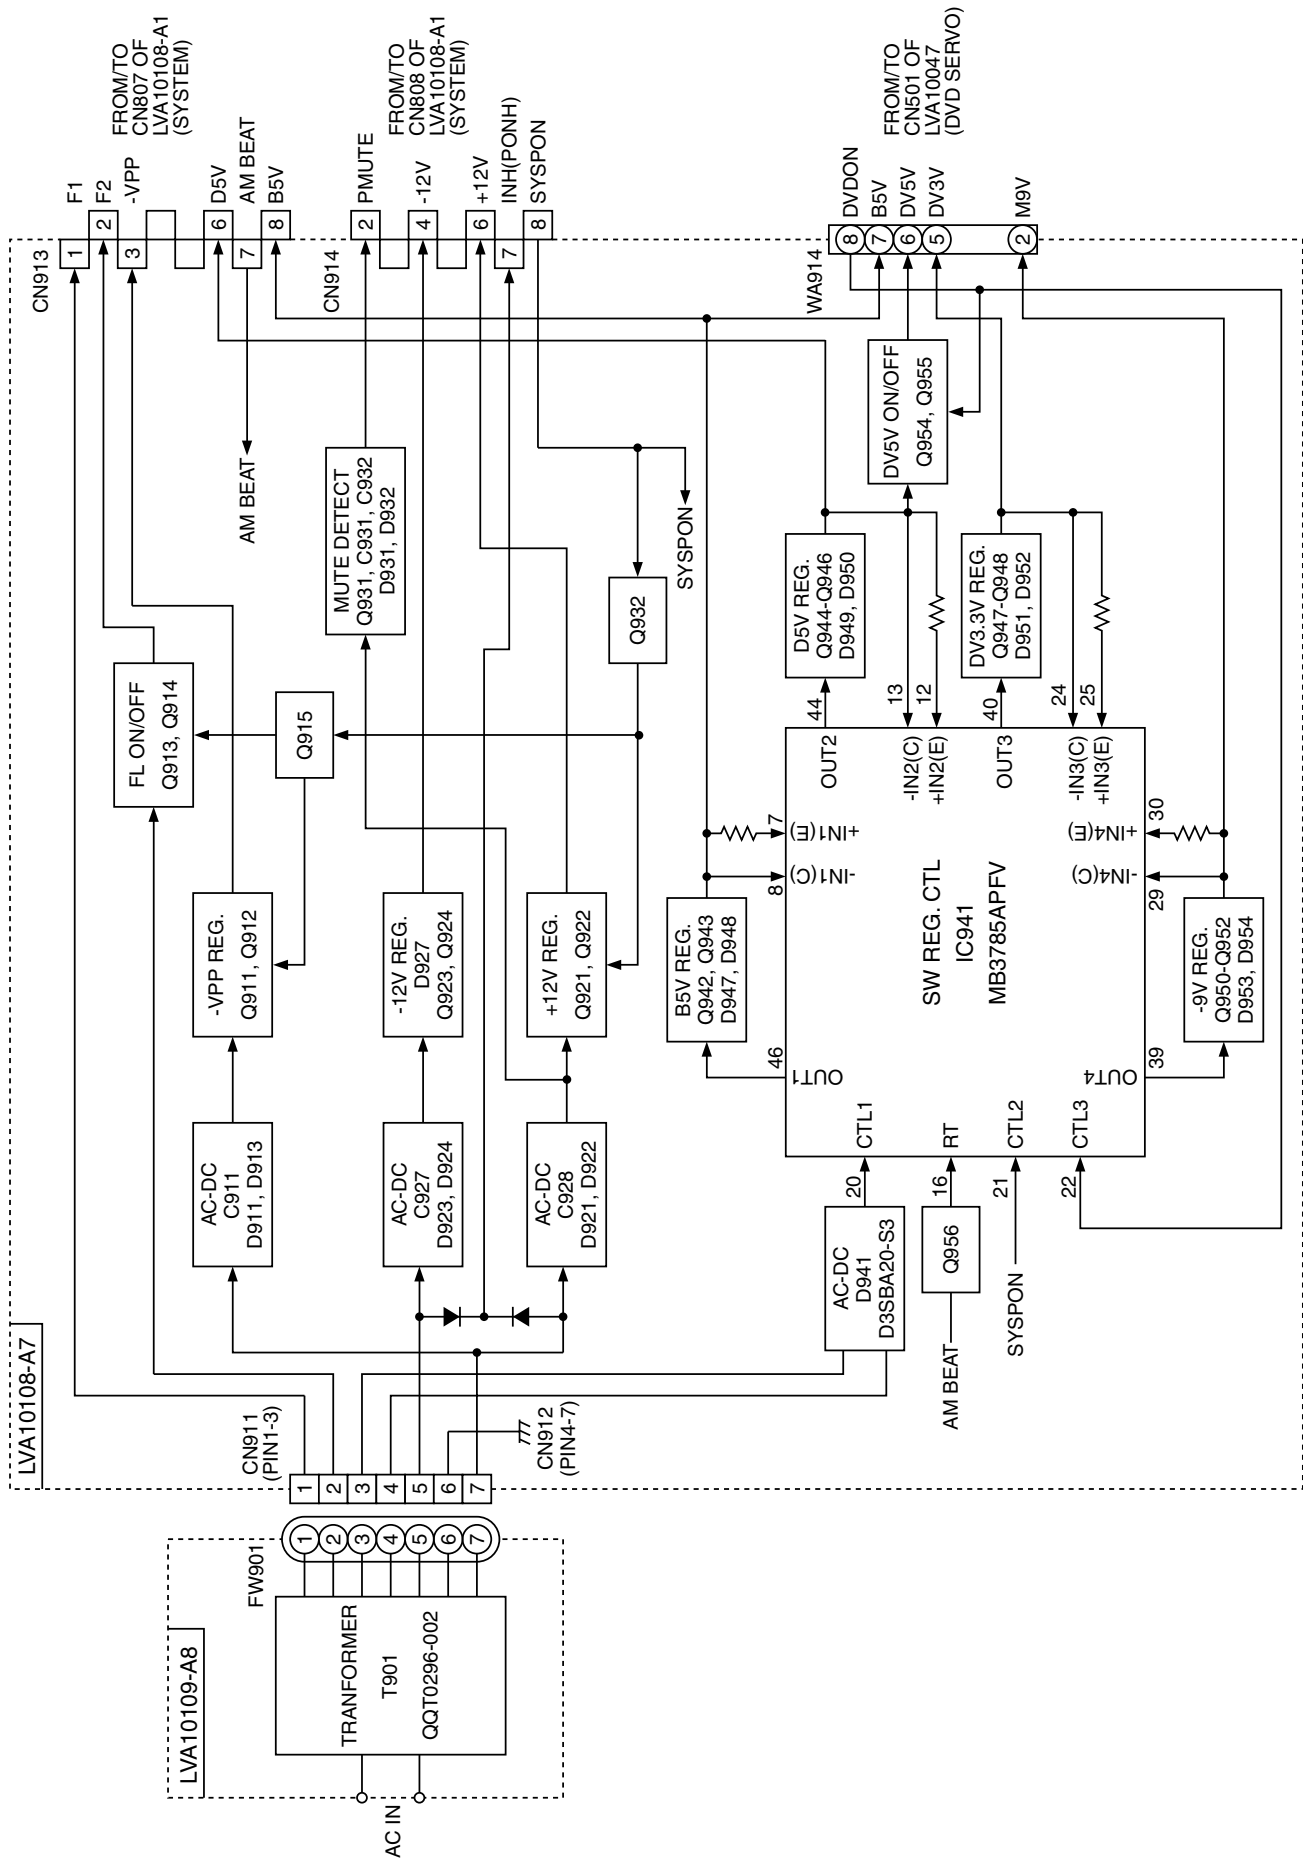 LVA10109-A8
AC IN
TRANFORMER
T901
QQT0296-002
FW901
1
2
3
4
5
6
7
LVA10108-A7
CN911
(PIN1-3)
1
2
3
4
5
6
7
CN912
(PIN4-7)
AC-DC
C911
D911, D913
AC-DC
C927
D923, D924
AC-DC
C928
D921, D922
AC-DC
D941
D3SBA20-S3
AM BEAT
Q956
SYSPON
-VPP REG.
Q911, Q912
-12V REG.
D927
Q923, Q924
+12V REG.
Q921, Q922
B5V REG.
Q942, Q943
D947, D948
-9V REG.
Q950-Q952
D953, D954
20
CTL1
16
RT
21
CTL2
22
CTL3
46
OUT1
39
OUT4
SW REG. CTL
IC941
MB3785APFV
8
-IN1(C)
7
+IN1(E)
29
-IN4(C)
30
+IN4(E)
OUT2
44
-IN2(C)
13
+IN2(E)
12
OUT3
40
-IN3(C)
24
+IN3(E)
25
FL ON/OFF
Q913, Q914
Q915
Q932
SYSPON
MUTE DETECT
Q931, C931, C932
D931, D932
AM BEAT
D5V REG.
Q944-Q946
D949, D950
DV3.3V REG.
Q947-Q948
D951, D952
DV5V ON/OFF
Q954, Q955
CN913
1
F1
2
F2
3
-VPP
6
D5V
7
AM BEAT
8
B5V
FROM/TO
CN807 OF
LVA10108-A1
(SYSTEM)
CN914
2
PMUTE
4
-12V
6
+12V
7
INH(PONH)
8
SYSPON
FROM/TO
CN808 OF
LVA10108-A1
(SYSTEM)
WA914
8
DVDON
7
B5V
6
DV5V
5
DV3V
2
M9V
FROM/TO
CN501 OF
LVA10047
(DVD SERVO)